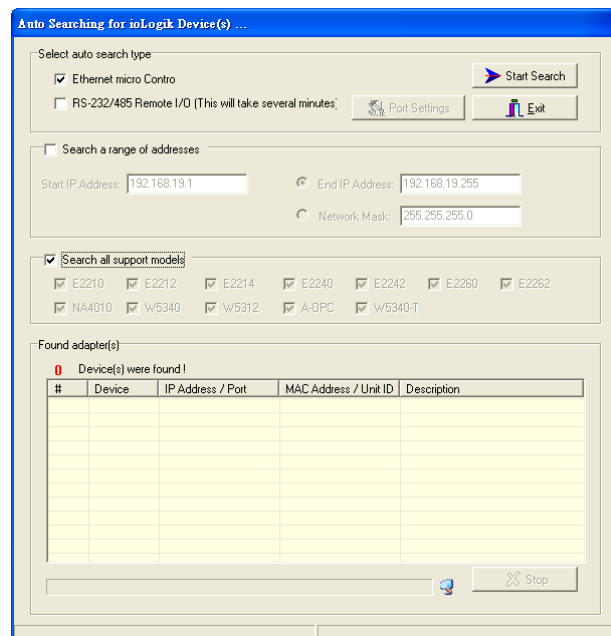 Auto Searching for ioLogik Device(s) ...
Select auto search type
Ethernet micro Contro
Start Search
RS-232/485 Remote I/O (This will take several minutes)
Port Settings
Exit
Search a range of addresses
Start IP Address: 192.168.19.1
End IP Address: 192.168.19.255
Network Mask: 255.255.255.0
Search all support models
E2210 E2212 E2214 E2240 E2242 E2260 E2262
NA4010 W5340 W5312 A-OPC W5340-T
Found adapter(s)
0 Device(s) were found !
# Device IP Address / Port MAC Address / Unit ID Description
Stop